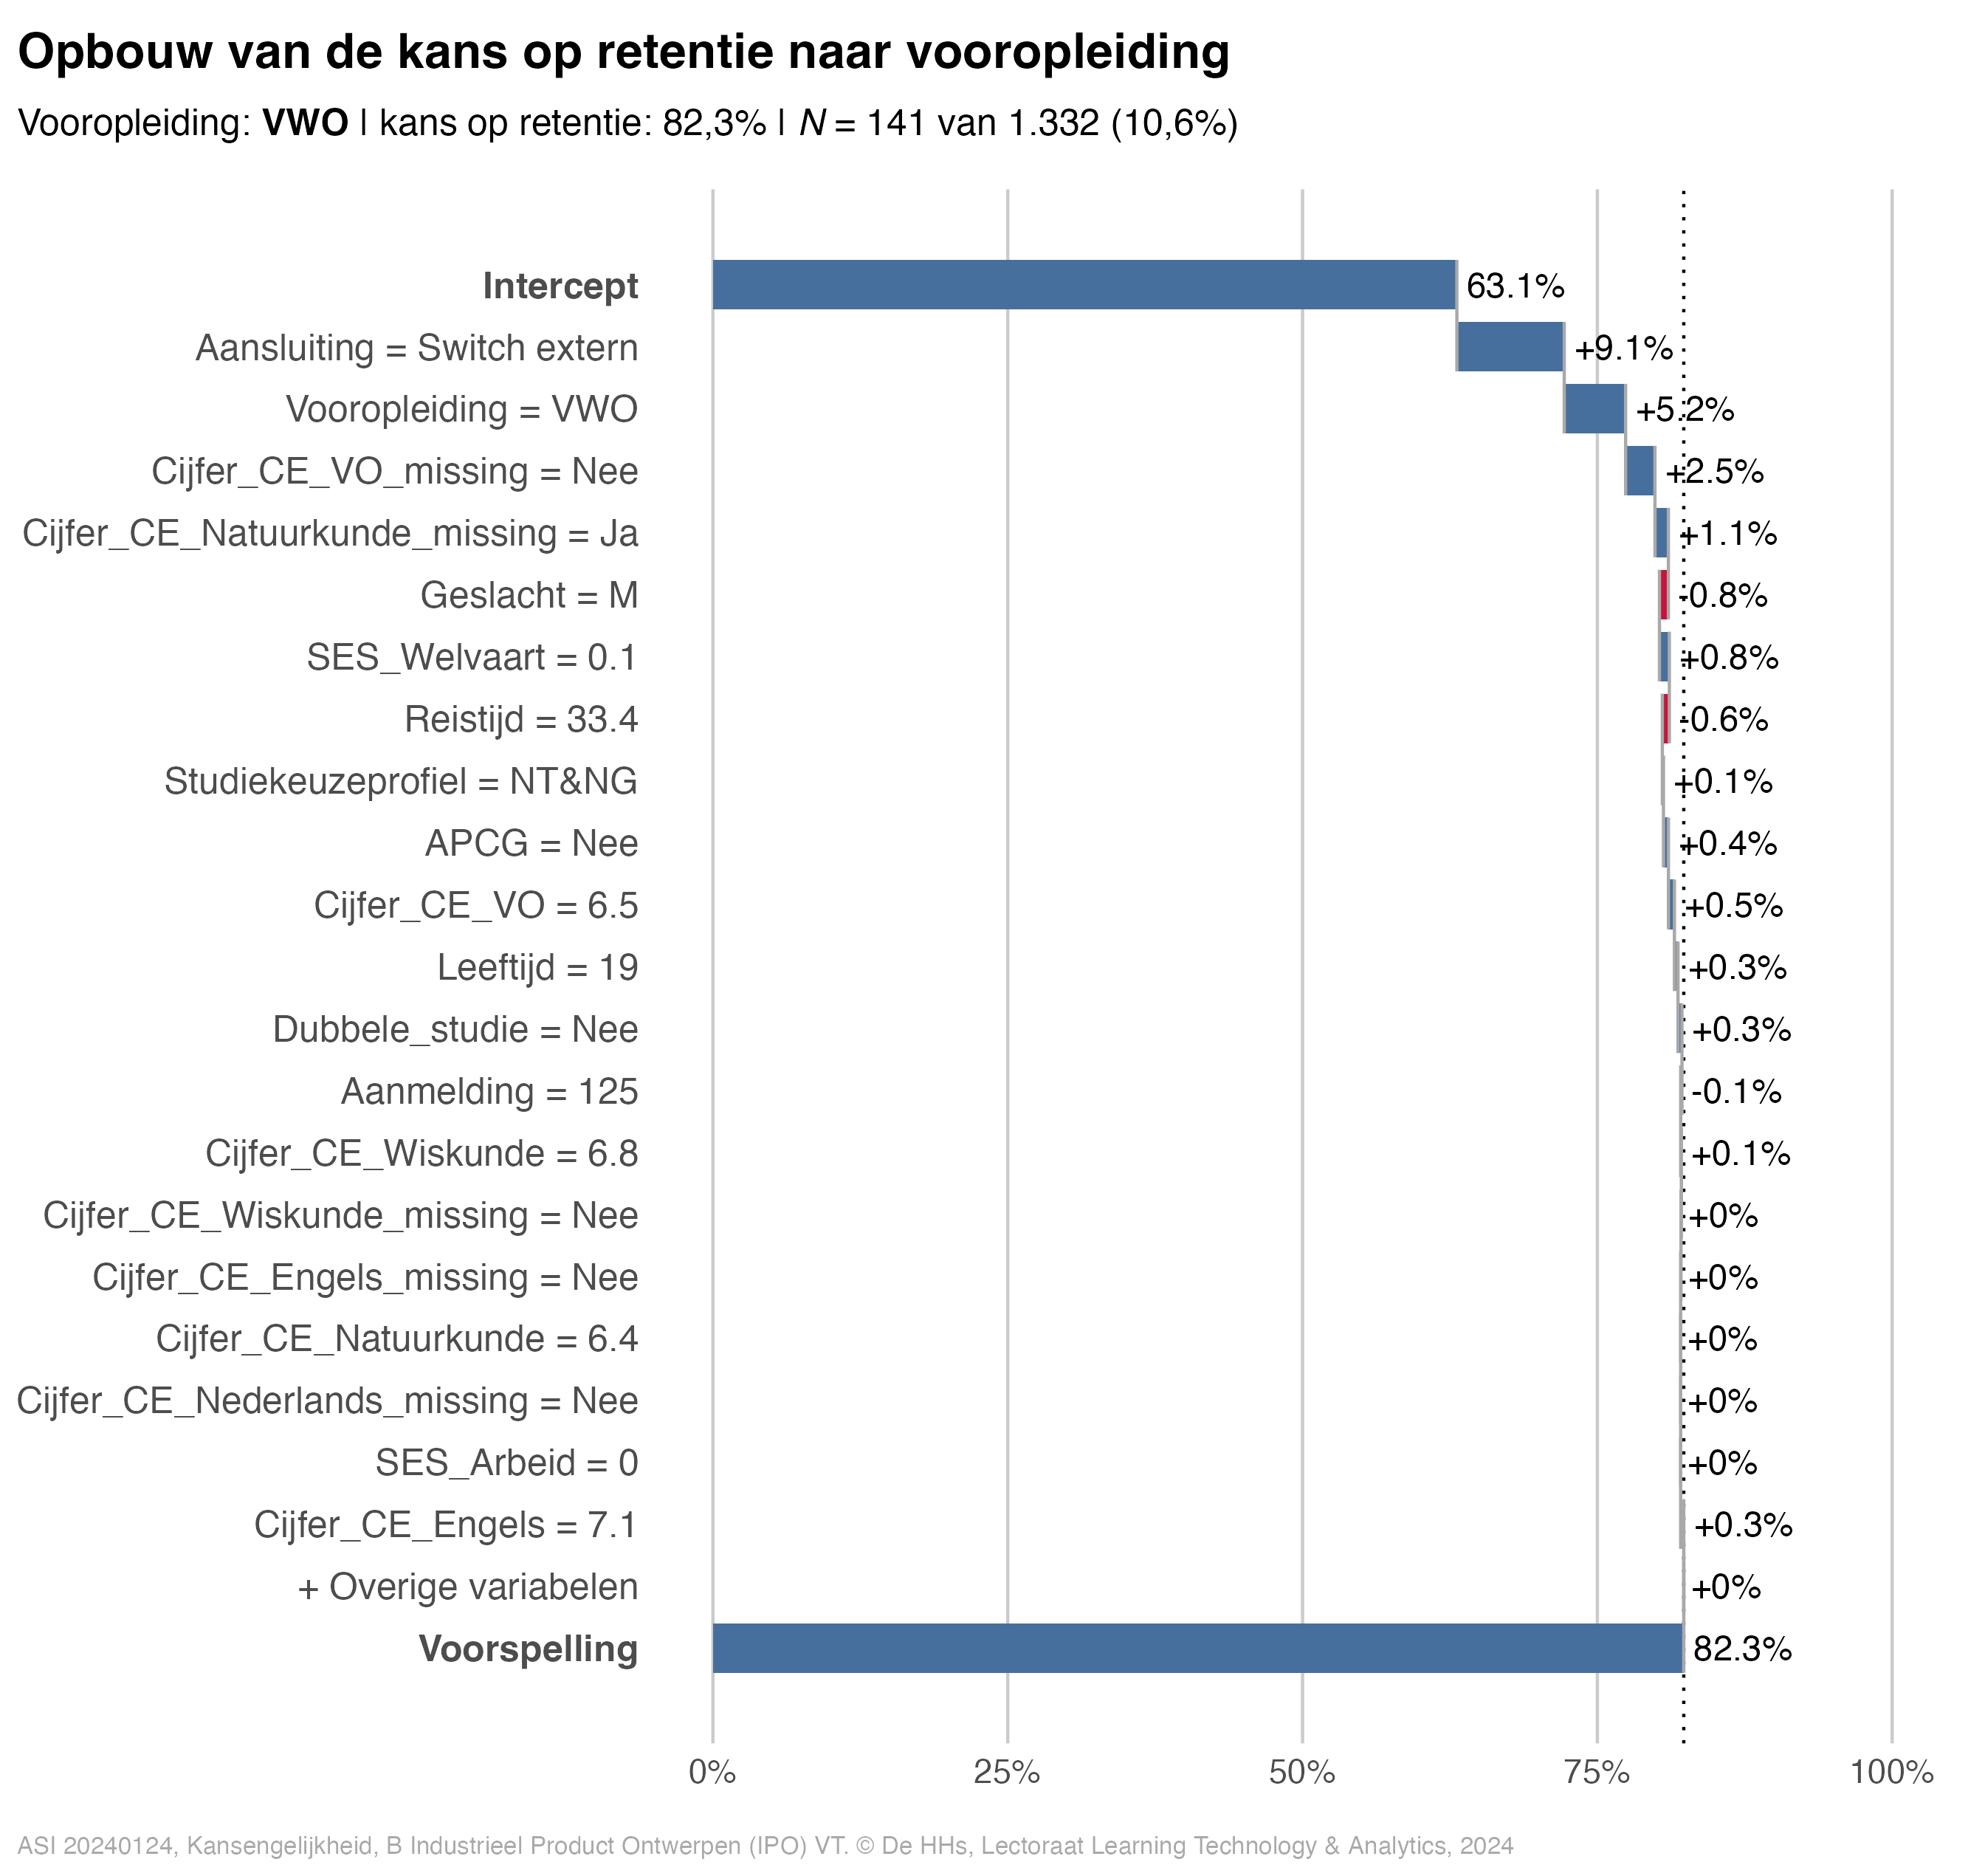 Opbouw van de kans op retentie naar vooropleiding
Vooropleiding: VWO | kans op retentie: 82,3% | N = 141 van 1.332 (10,6%)
Intercept 63.1%
Aansluiting = Switch extern +9.1%
Vooropleiding = VWO +5.2%
Cijfer_CE_VO_missing = Nee +2.5%
Cijfer_CE_Natuurkunde_missing = Ja +1.1%
Geslacht = M -0.8%
SES_Welvaart = 0.1 +0.8%
Reistijd = 33.4 -0.6%
Studiekeuzeprofiel = NT&NG +0.1%
APCG = Nee +0.4%
Cijfer_CE_VO = 6.5 +0.5%
Leeftijd = 19 +0.3%
Dubbele_studie = Nee +0.3%
Aanmelding = 125 -0.1%
Cijfer_CE_Wiskunde = 6.8 +0.1%
Cijfer_CE_Wiskunde_missing = Nee +0%
Cijfer_CE_Engels_missing = Nee +0%
Cijfer_CE_Natuurkunde = 6.4 +0%
Cijfer_CE_Nederlands_missing = Nee +0%
SES_Arbeid = 0 +0%
Cijfer_CE_Engels = 7.1 +0.3%
+ Overige variabelen +0%
Voorspelling 82.3%
0% 25% 50% 75% 100%
ASI 20240124, Kansengelijkheid, B Industrieel Product Ontwerpen (IPO) VT. © De HHs, Lectoraat Learning Technology & Analytics, 2024